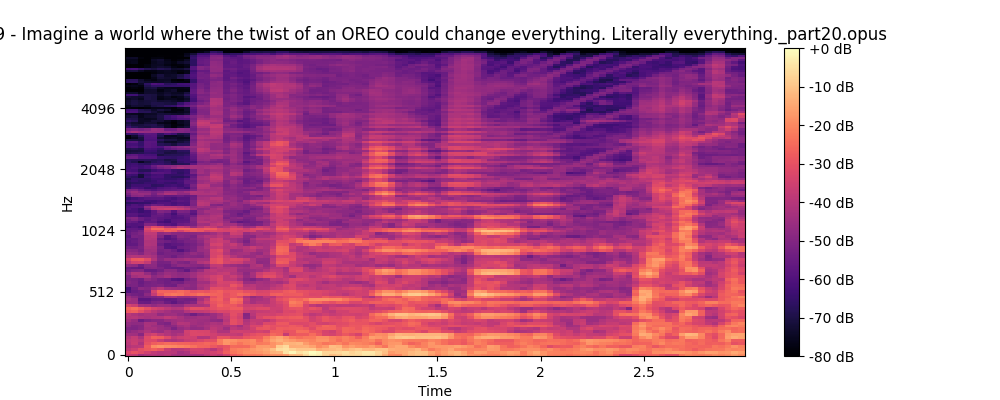 9 - Imagine a world where the twist of an OREO could change everything. Literally everything._part20.opus
+0 dB
-10 dB
-20 dB
-30 dB
-40 dB
-50 dB
-60 dB
-70 dB
-80 dB
4096
2048
1024
512
0
Hz
0 0.5 1 1.5 2 2.5
Time